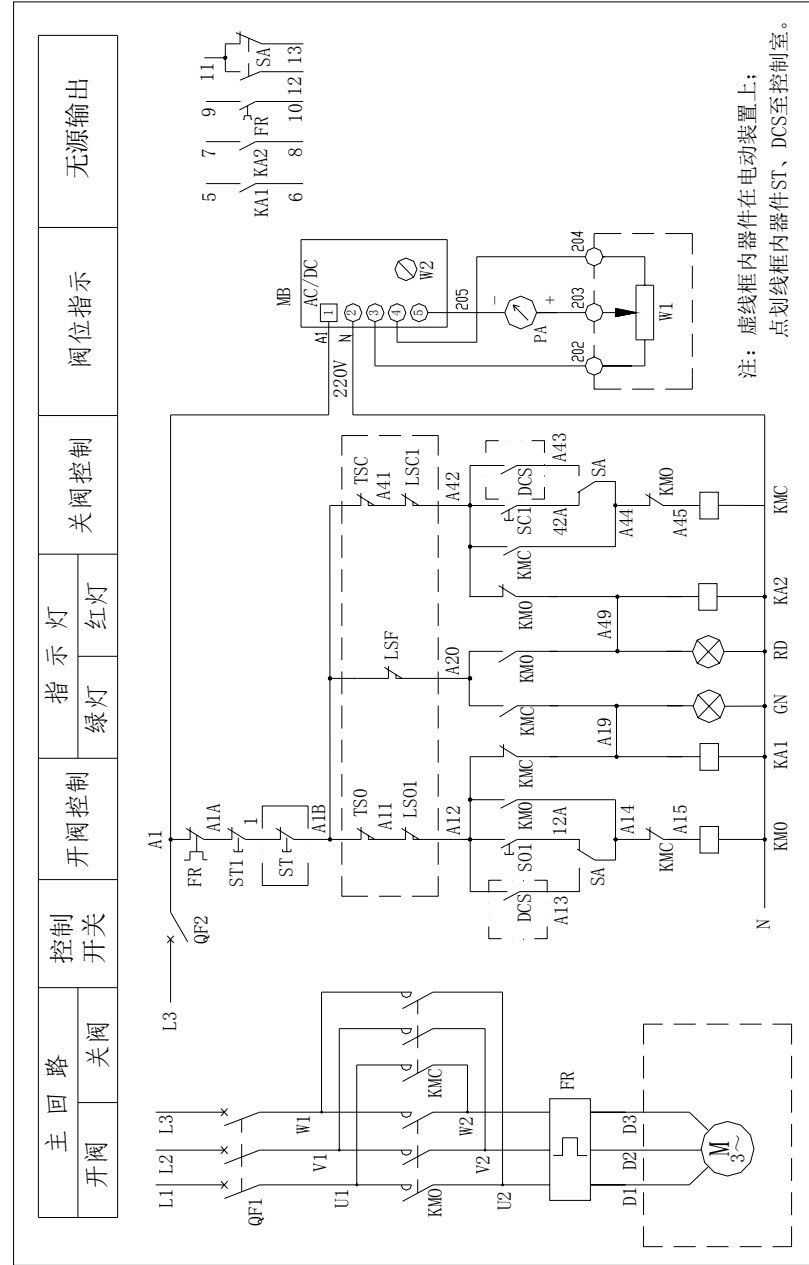 主回路
开阀
关阀
控制
开关
开阀控制
指示灯
绿灯
红灯
关阀控制
阀位指示
无源输出
L1
L2
L3
QF1
U1
V1
W1
KMO
KMC
U2
V2
W2
FR
D1
D2
D3
M
3~
L3
QF2
A1
FR
A1A
ST1
1
ST
A1B
TSO
A11
LSO1
A12
DCS
A13
SO1
KMO
12A
SA
A14
KMC
A15
KMO
KMC
A19
KA1
KMC
GN
LSF
A20
KMO
RD
A49
KMO
KA2
TSC
A41
LSC1
A42
KMC
SC1
42A
DCS
A43
SA
A44
KMO
A45
KMC
N
A1
N
220V
MB
AC/DC
1
2
3
4
5
W2
205
-
PA
+
202
203
204
W1
5
7
9
11
KA1
KA2
FR
SA
6
8
10
12
13
注：虚线框内器件在电动装置上；
点划线框内器件ST、DCS至控制室。